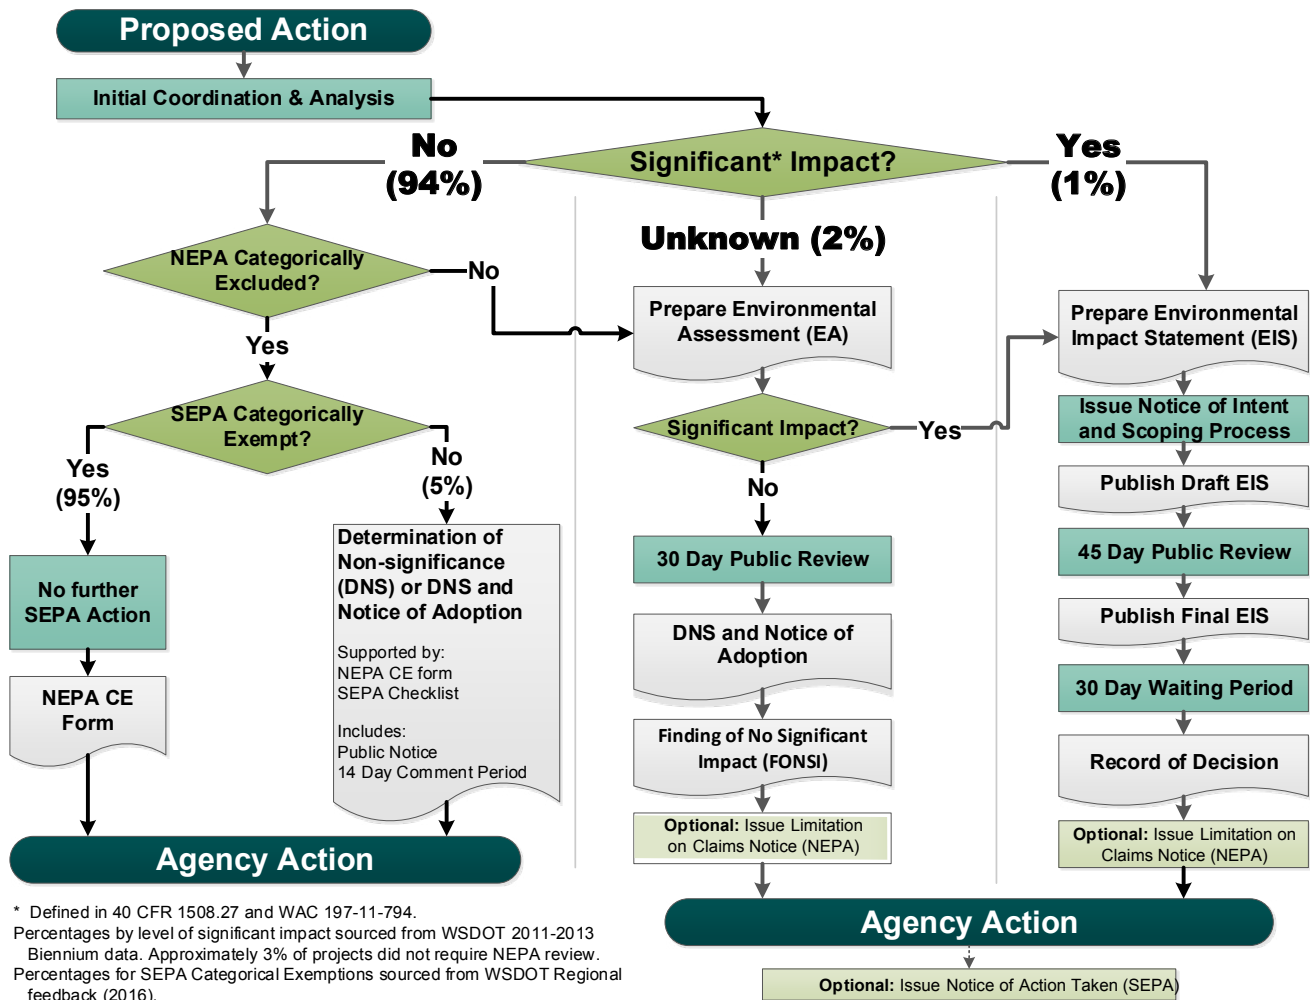 Proposed Action
Initial Coordination & Analysis
Significant* Impact?
No
(94%)
Yes
(1%)
Unknown (2%)
NEPA Categorically
Excluded?
No
Yes
SEPA Categorically
Exempt?
Yes
(95%)
No
(5%)
No further
SEPA Action
NEPA CE
Form
Determination of
Non-significance
(DNS) or DNS and
Notice of Adoption
Supported by:
NEPA CE form
SEPA Checklist
Includes:
Public Notice
14 Day Comment Period
Agency Action
Prepare Environmental
Assessment (EA)
Significant Impact?
Yes
No
30 Day Public Review
DNS and Notice of
Adoption
Finding of No Significant
Impact (FONSI)
Optional: Issue Limitation
on Claims Notice (NEPA)
Prepare Environmental
Impact Statement (EIS)
Issue Notice of Intent
and Scoping Process
Publish Draft EIS
45 Day Public Review
Publish Final EIS
30 Day Waiting Period
Record of Decision
Optional: Issue Limitation on
Claims Notice (NEPA)
Agency Action
Optional: Issue Notice of Action Taken (SEPA)
* Defined in 40 CFR 1508.27 and WAC 197-11-794.
Percentages by level of significant impact sourced from WSDOT 2011-2013
Biennium data. Approximately 3% of projects did not require NEPA review.
Percentages for SEPA Categorical Exemptions sourced from WSDOT Regional
feedback (2016).